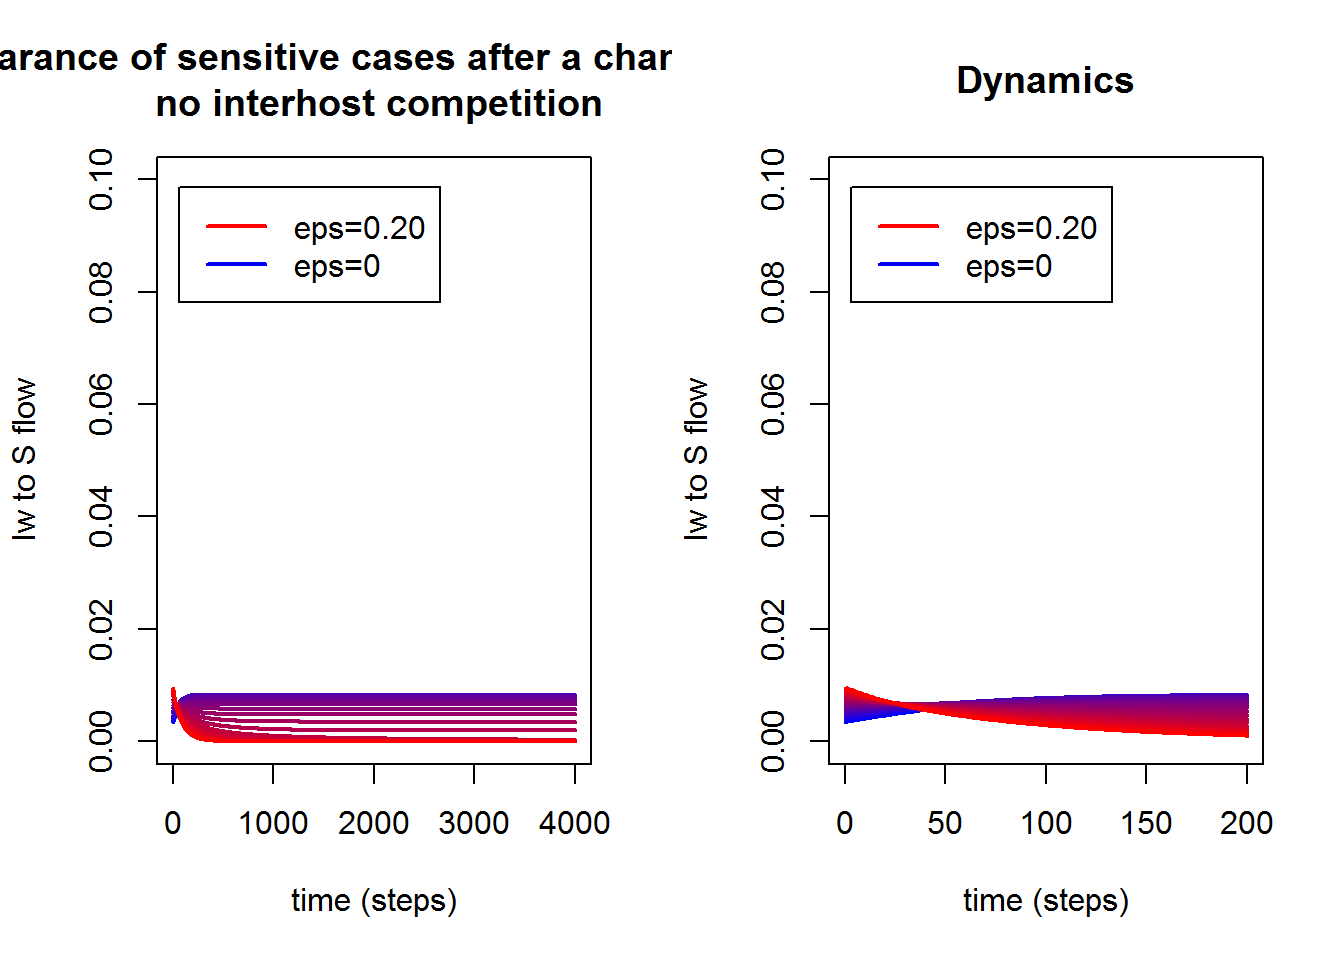 arance of sensitive cases after a char
no interhost competition
0.10
0.08
0.06
0.04
0.02
0.00
Iw to S flow
eps=0.20
eps=0
0
1000
2000
3000
4000
time (steps)
Dynamics
0.10
0.08
0.06
0.04
0.02
0.00
Iw to S flow
eps=0.20
eps=0
0
50
100
150
200
time (steps)